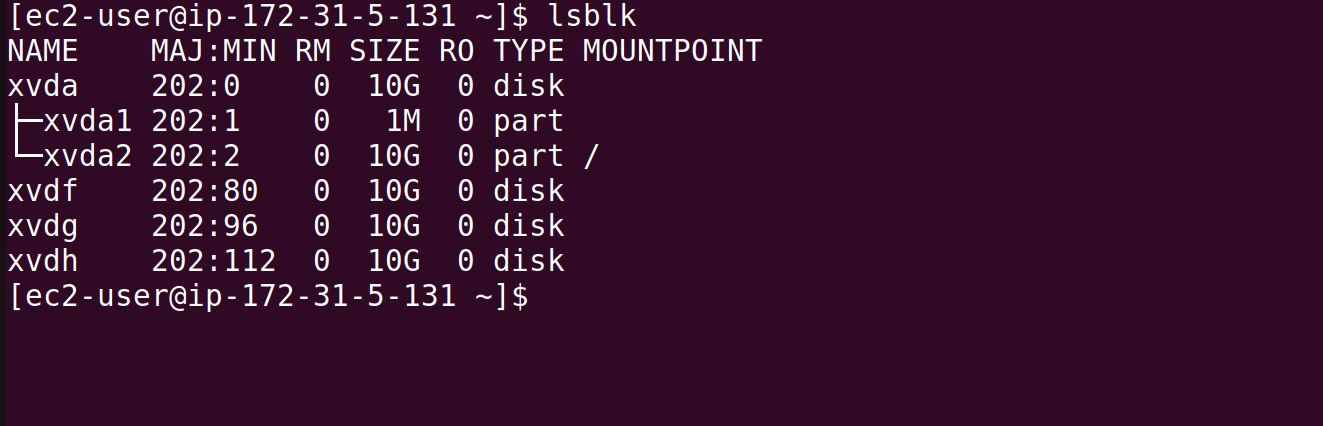 [ec2-user@ip-172-31-5-131 ~]$ lsblk
NAME    MAJ:MIN RM SIZE RO TYPE MOUNTPOINT
xvda    202:0    0  10G  0 disk
├─xvda1 202:1    0   1M  0 part
└─xvda2 202:2    0  10G  0 part /
xvdf    202:80   0  10G  0 disk
xvdg    202:96   0  10G  0 disk
xvdh    202:112  0  10G  0 disk
[ec2-user@ip-172-31-5-131 ~]$